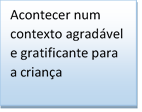 Acontecer num
contexto agradável
e gratificante para
a criança